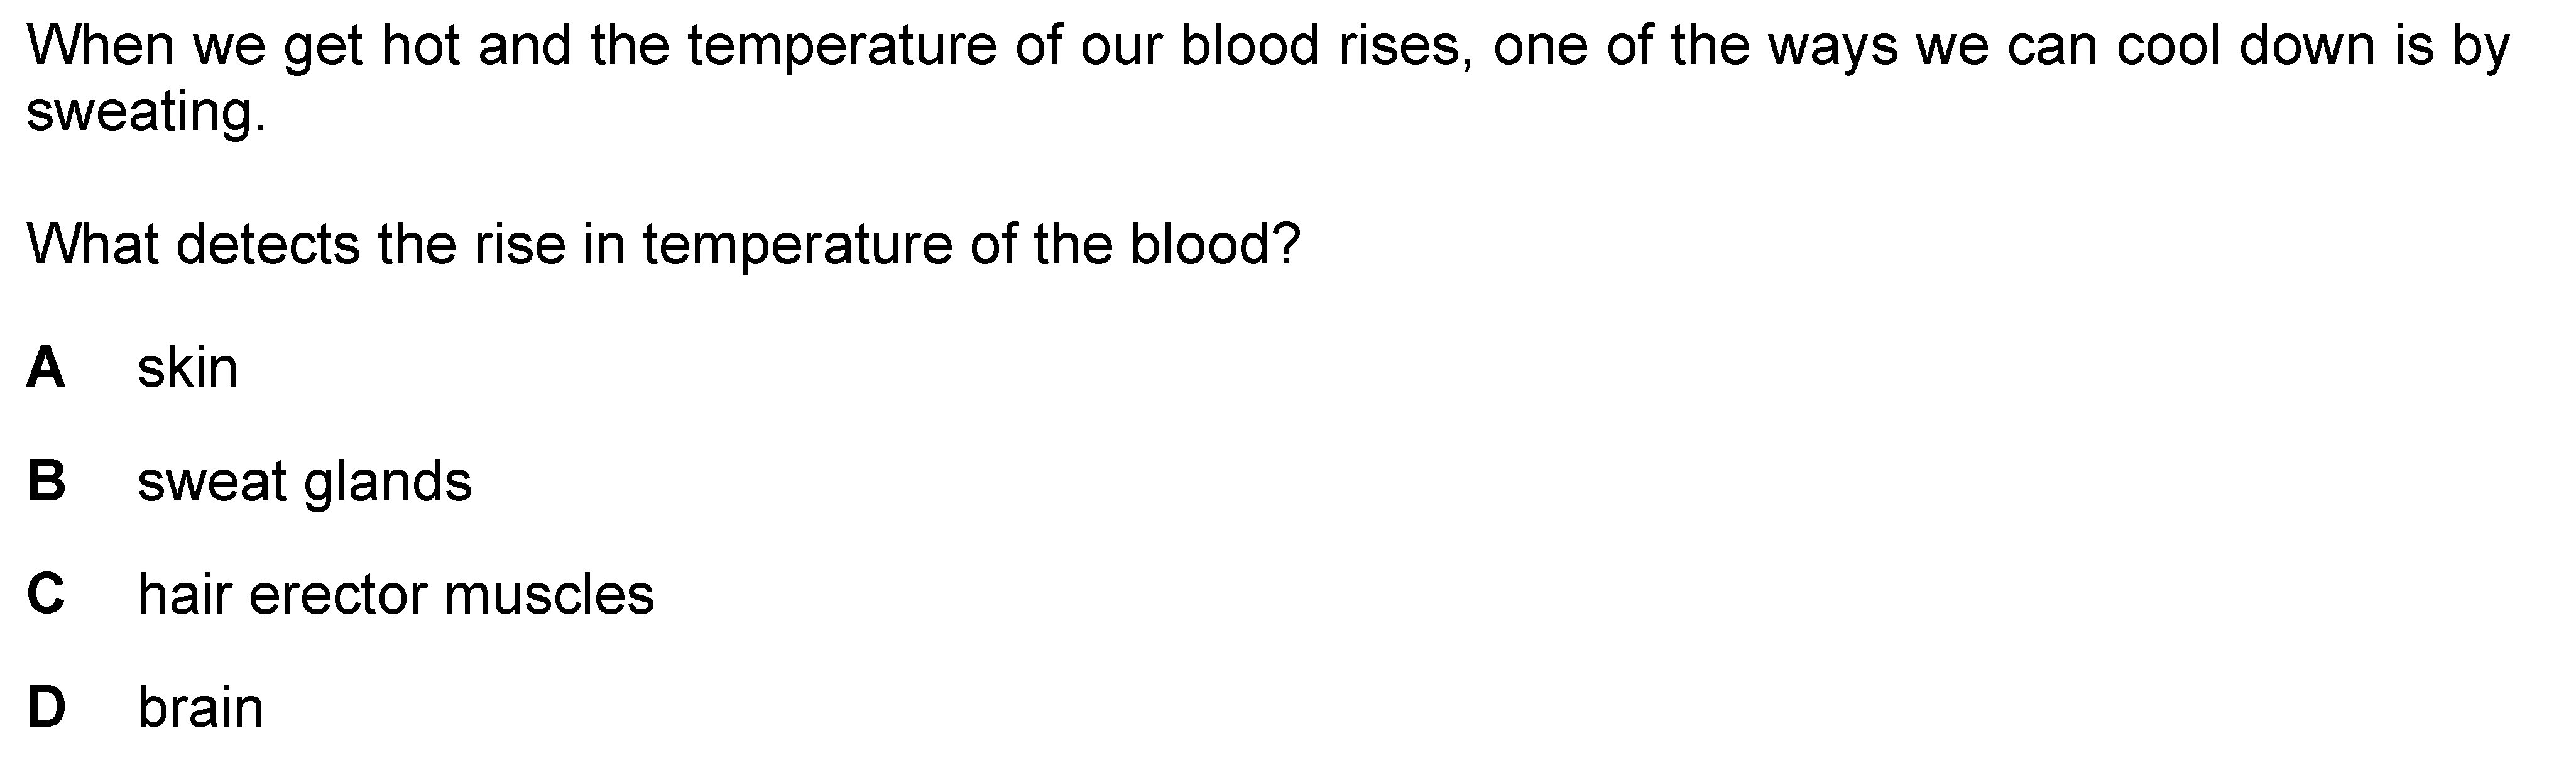 When we get hot and the temperature of our blood rises, one of the ways we can cool down is by
sweating.
What detects the rise in temperature of the blood?
A skin
B sweat glands
C hair erector muscles
D brain